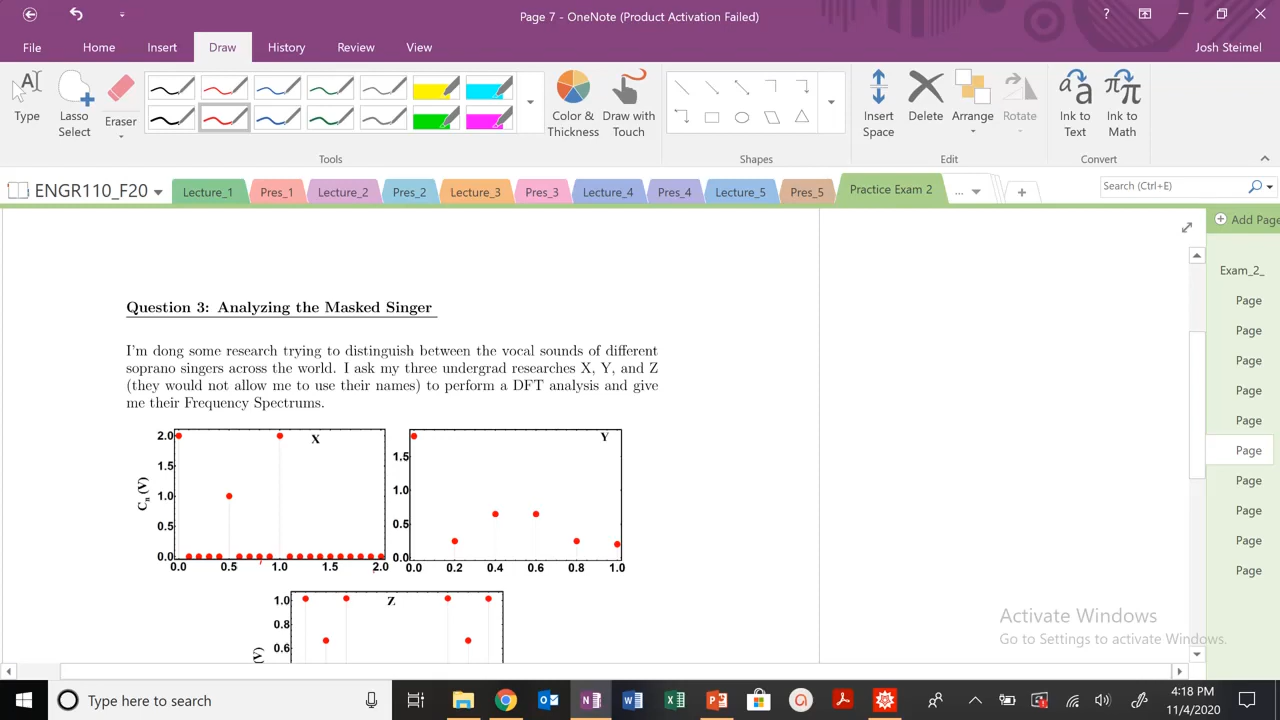 Page 7 - OneNote (Product Activation Failed)
?
File Home Insert Draw History Review View Josh Steimel
Type
Lasso Select
Eraser
Color & Thickness
Draw with Touch
Insert Space
Delete
Arrange
Rotate
Ink to Text
Ink to Math
Tools Shapes Edit Convert
ENGR110_F20 Lecture_1 Pres_1 Lecture_2 Pres_2 Lecture_3 Pres_3 Lecture_4 Pres_4 Lecture_5 Pres_5 Practice Exam 2 ... Search (Ctrl+E)
Add Page
Exam_2_
Page
Page
Page
Page
Page
Page
Page
Page
Page
Page
Question 3: Analyzing the Masked Singer
I'm dong some research trying to distinguish between the vocal sounds of different
soprano singers across the world. I ask my three undergrad researches X, Y, and Z
(they would not allow me to use their names) to perform a DFT analysis and give
me their Frequency Spectrums.
X
Cn (V)
2.0
1.5
1.0
0.5
0.0
0.0 0.5 1.0 1.5 2.0
Y
1.5
1.0
0.5
0.0
0.0 0.2 0.4 0.6 0.8 1.0
Z
1.0
0.8
0.6
(V)
Activate Windows
Go to Settings to activate Windows.
Type here to search
4:18 PM
11/4/2020